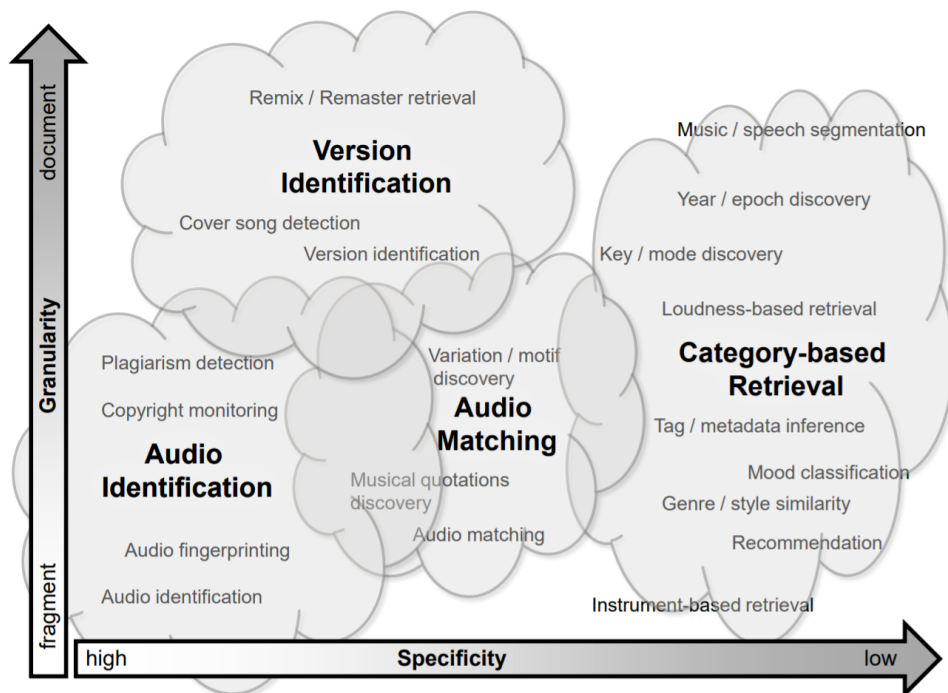 document
Granularity
fragment
Remix / Remaster retrieval
Version
Identification
Cover song detection
Version identification
Music / speech segmentation
Year / epoch discovery
Key / mode discovery
Loudness-based retrieval
Category-based
Retrieval
Tag / metadata inference
Mood classification
Genre / style similarity
Recommendation
Instrument-based retrieval
Plagiarism detection
Copyright monitoring
Audio
Identification
Audio fingerprinting
Audio identification
Variation / motif
discovery
Audio
Matching
Musical quotations
discovery
Audio matching
high
Specificity
low